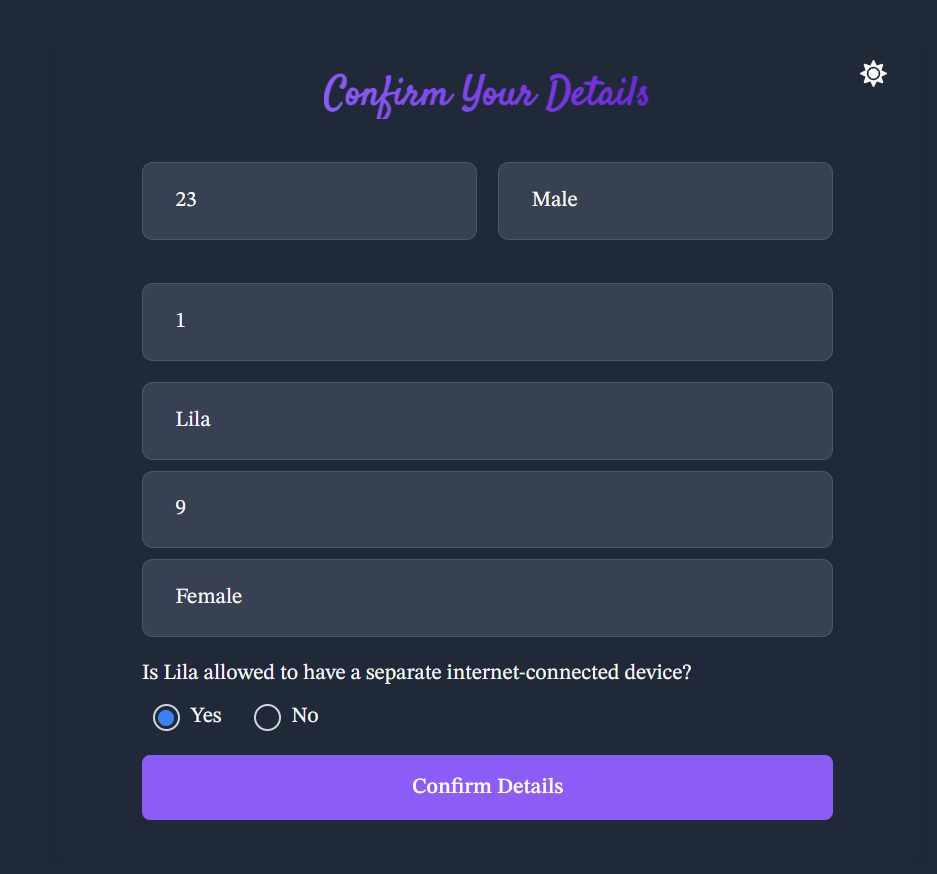 Confirm Your Details
23
Male
1
Lila
9
Female
Is Lila allowed to have a separate internet-connected device?
Yes No
Confirm Details